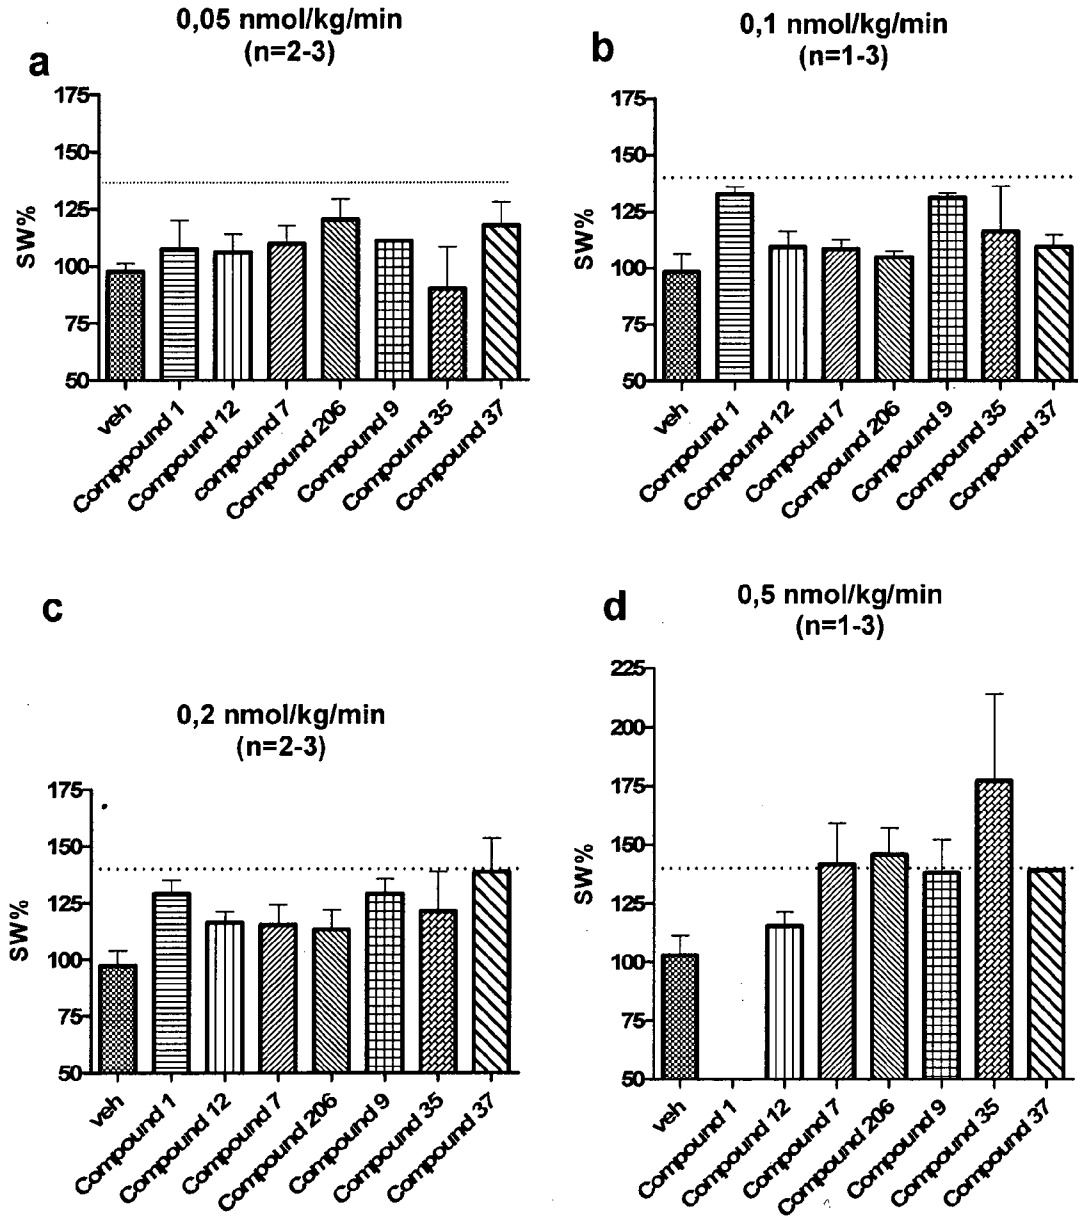 a
0,05 nmol/kg/min
(n=2-3)
175
150
125
100
75
50
SW%
veh
Comppound 1
Compound 12
compound 7
Compound 206
Compound 9
Compound 35
Compound 37
b
0,1 nmol/kg/min
(n=1-3)
175
150
125
100
75
50
SW%
veh
Compound 1
Compound 12
Compound 7
Compound 206
Compound 9
Compound 35
Compound 37
c
0,2 nmol/kg/min
(n=2-3)
175
150
125
100
75
50
SW%
veh
Compound 1
Compound 12
Compound 7
Compound 206
Compound 9
Compound 35
Compound 37
d
0,5 nmol/kg/min
(n=1-3)
225
200
175
150
125
100
75
50
SW%
veh
Compound 1
Compound 12
Compound 7
Compound 206
Compound 9
Compound 35
Compound 37